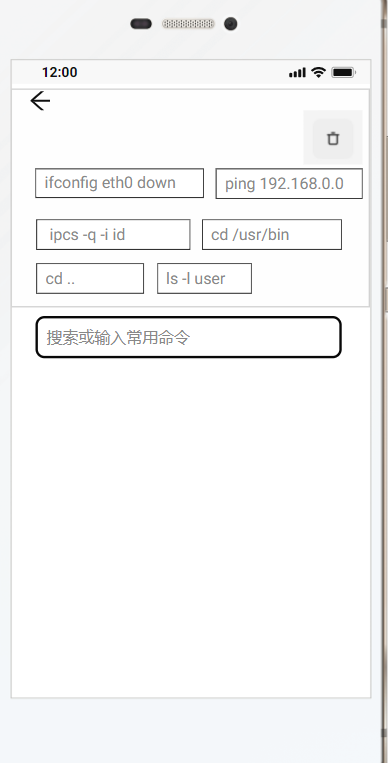 12:00
ifconfig eth0 down
ping 192.168.0.0
ipcs -q -i id
cd /usr/bin
cd ..
ls -l user
搜索或输入常用命令